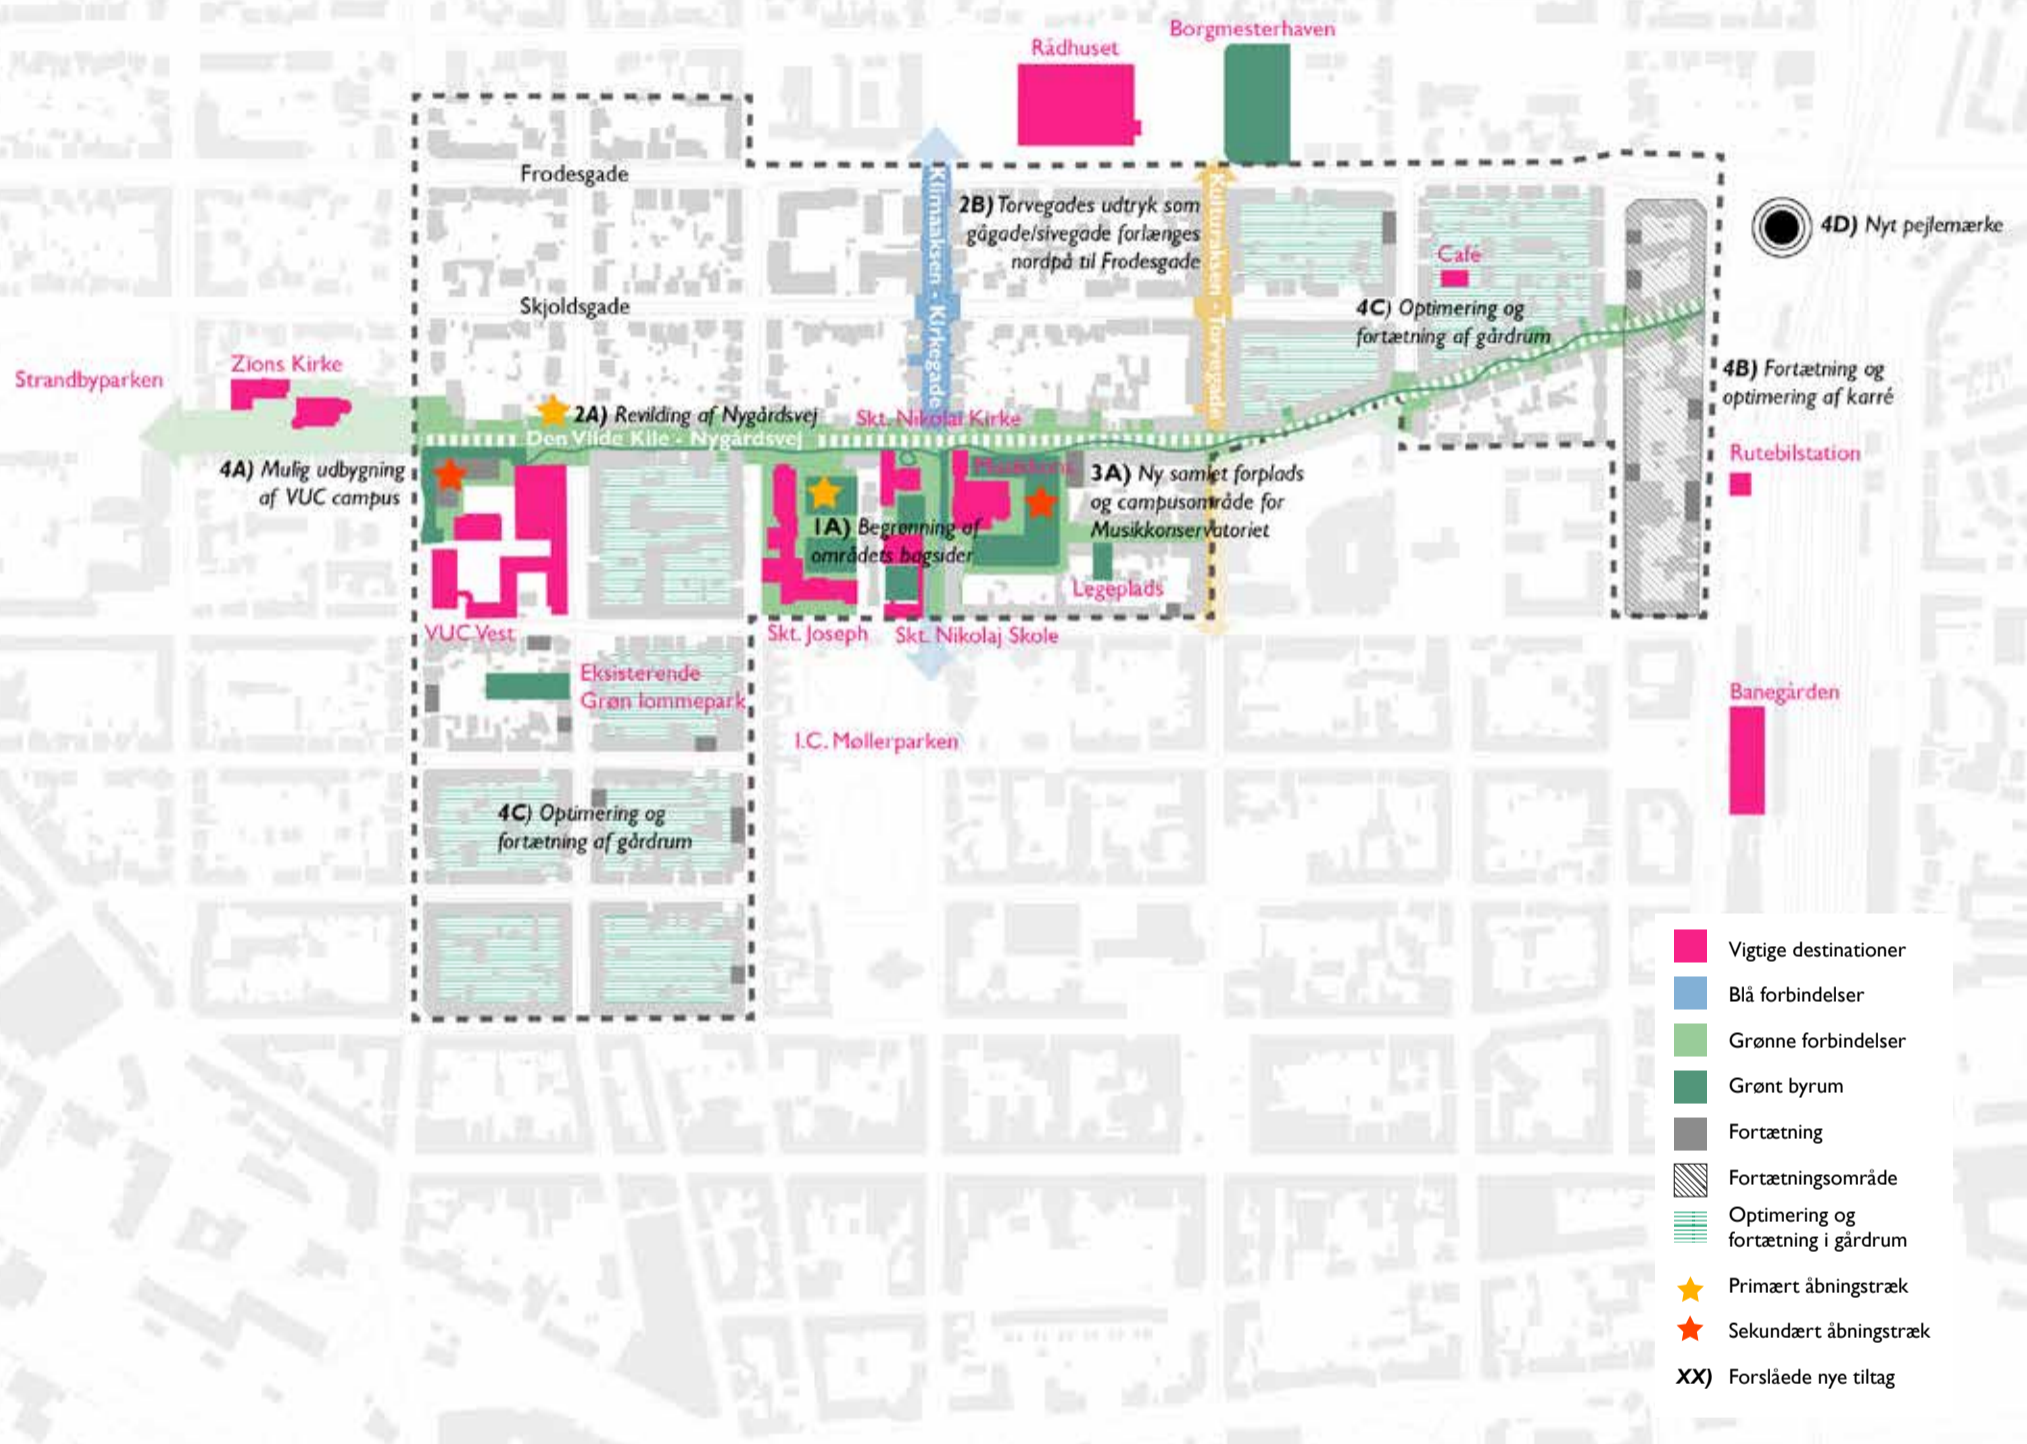 Borgmesterhaven
Rådhuset
Frodesgade
Klimaaksen - Kirkegade
2B) Torvegades udtryk som
gågade/sivegade forlænges
nordpå til Frodesgade
Kulturaksen - Torvegade
4D) Nyt pejlemærke
Café
Skjoldsgade
4C) Optimering og
fortætning af gårdrum
Zions Kirke
Strandbyparken
4B) Fortætning og
optimering af karré
2A) Revilding af Nygårdsvej
Skt. Nikolaj Kirke
Den Vilde Kile - Nygårdsvej
4A) Mulig udbygning
af VUC campus
3A) Ny samlet forplads
og campusområde for
Musikkonservatoriet
Rutebilstation
1A) Begrønning af
områdets bagsider
Legeplads
VUC Vest
Skt. Joseph
Skt. Nikolaj Skole
Eksisterende
Grøn lommepark
I.C. Møllerparken
Banegården
4C) Optimering og
fortætning af gårdrum
Vigtige destinationer
Blå forbindelser
Grønne forbindelser
Grønt byrum
Fortætning
Fortætningsområde
Optimering og
fortætning i gårdrum
Primært åbningstræk
Sekundært åbningstræk
XX) Forslåede nye tiltag